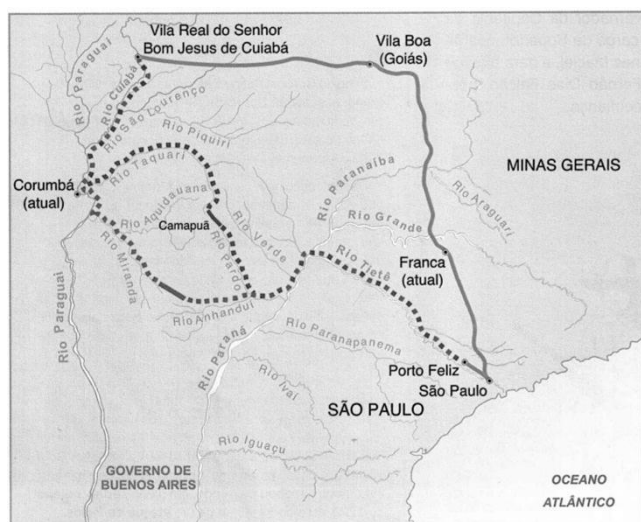 Vila Real do Senhor
Bom Jesus de Cuiabá
Vila Boa
(Goiás)
Rio Paraguai
Rio Cuiabá
Rio São Lourenço
Rio Piquiri
Rio Taquari
Corumbá
(atual)
Rio Aquidauana
Camapuã
Rio Verde
Rio Pardo
Rio Miranda
Rio Anhanduí
Rio Paranaíba
Rio Araguari
MINAS GERAIS
Rio Grande
Franca
(atual)
Rio Tietê
Rio Paraguai
Rio Paraná
Rio Paranapanema
Porto Feliz
São Paulo
Rio Ivaí
SÃO PAULO
Rio Iguaçu
GOVERNO DE
BUENOS AIRES
OCEANO
ATLÂNTICO